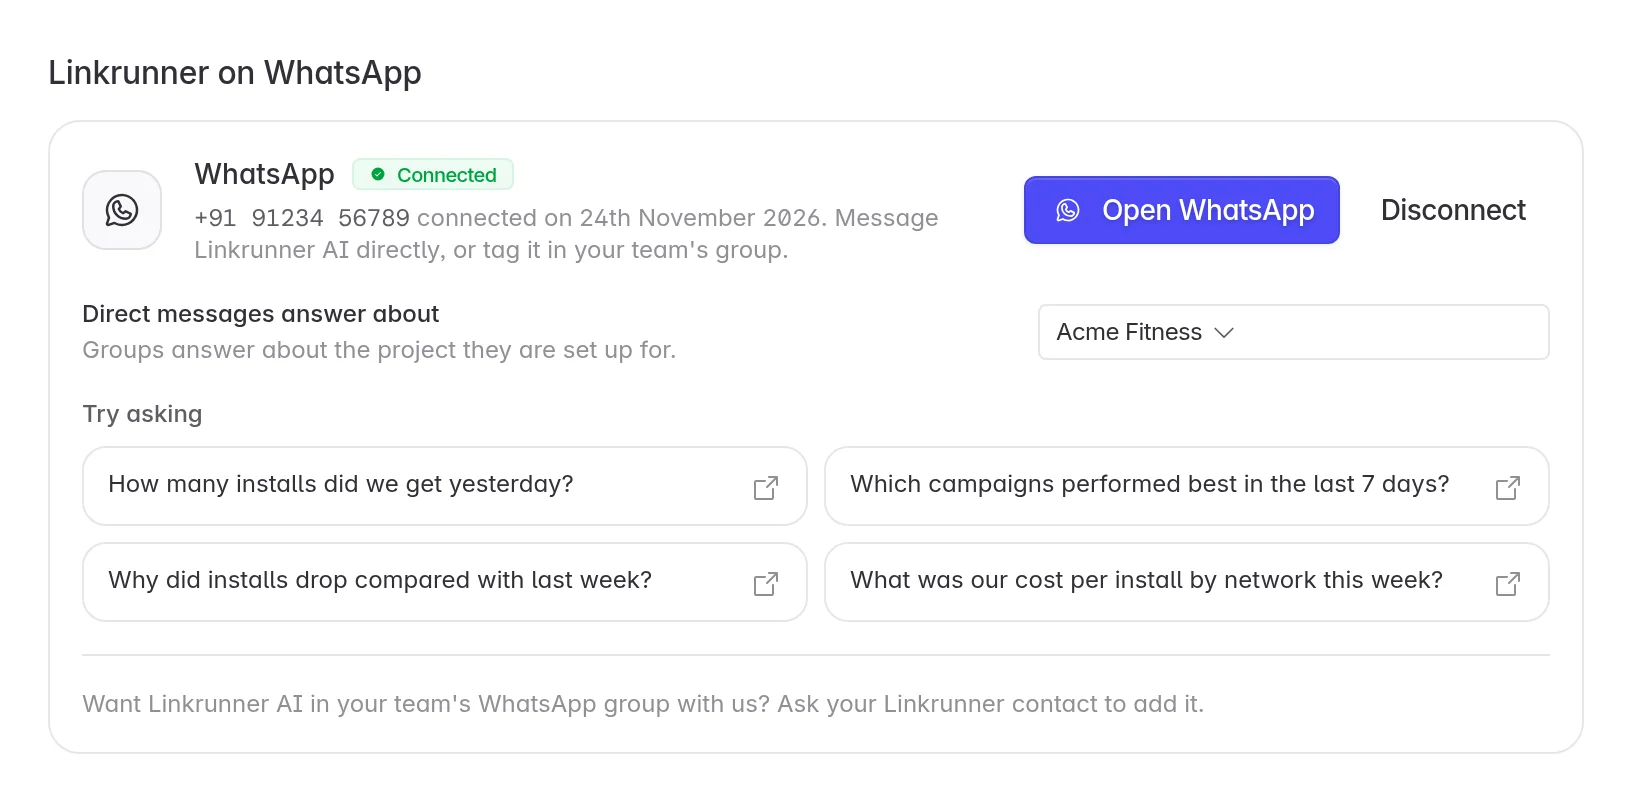 Linkrunner on WhatsApp
WhatsApp
Connected
+91 91234 56789 connected on 24th November 2026. Message
Linkrunner AI directly, or tag it in your team's group.
Open WhatsApp
Disconnect
Direct messages answer about
Groups answer about the project they are set up for.
Acme Fitness
Try asking
How many installs did we get yesterday?
Which campaigns performed best in the last 7 days?
Why did installs drop compared with last week?
What was our cost per install by network this week?
Want Linkrunner AI in your team's WhatsApp group with us? Ask your Linkrunner contact to add it.